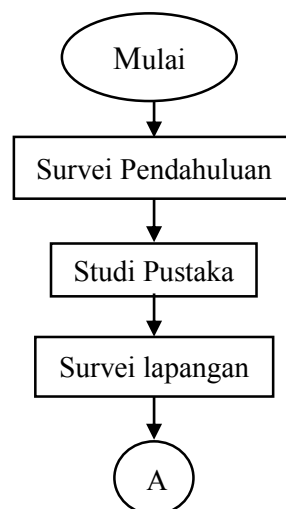 Mulai
Survei Pendahuluan
Studi Pustaka
Survei lapangan
A